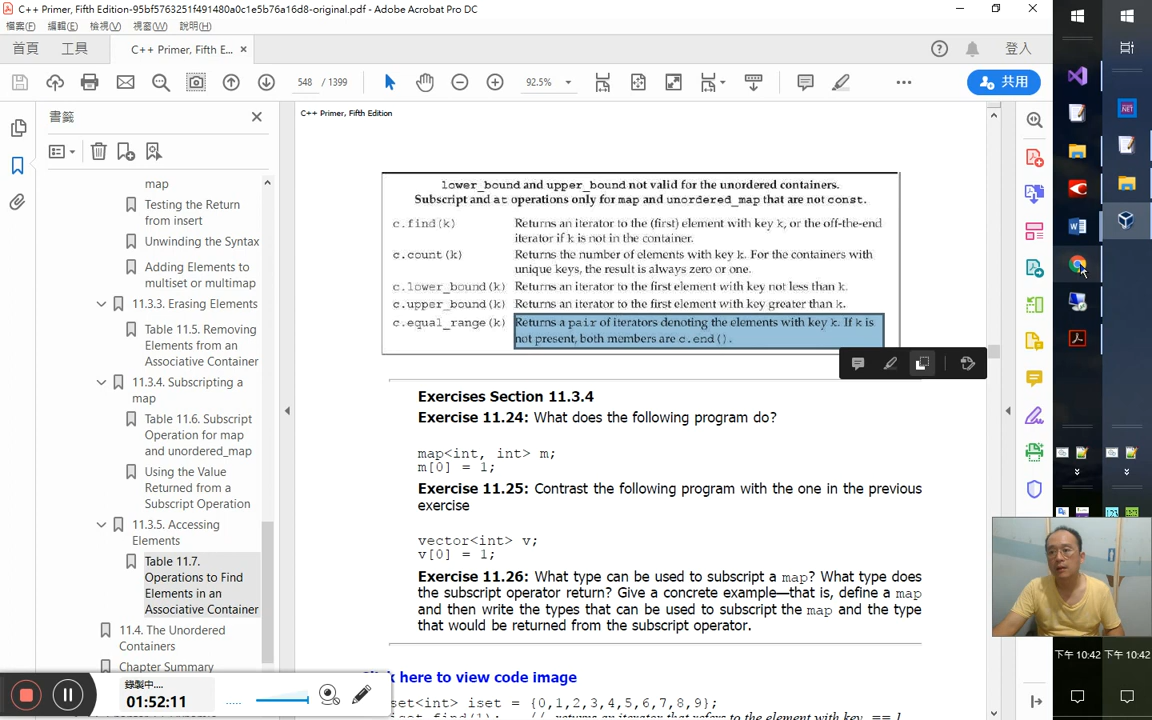 C++ Primer, Fifth Edition-95bf5763251f491480a0c1e5b76a16d8-original.pdf - Adobe Acrobat Pro DC
檔案(F) 編輯(E) 檢視(V) 視窗(W) 說明(H)
首頁 工具 C++ Primer, Fifth E... × 登入
548 / 1399 92.5% 共用
書籤
map
Testing the Return
from insert
Unwinding the Syntax
Adding Elements to
multiset or multimap
11.3.3. Erasing Elements
Table 11.5. Removing
Elements from an
Associative Container
11.3.4. Subscripting a
map
Table 11.6. Subscript
Operation for map
and unordered_map
Using the Value
Returned from a
Subscript Operation
11.3.5. Accessing
Elements
Table 11.7.
Operations to Find
Elements in an
Associative Container
11.4. The Unordered
Containers
Chapter Summary
C++ Primer, Fifth Edition
lower_bound and upper_bound not valid for the unordered containers.
Subscript and at operations only for map and unordered_map that are not const.
c.find(k) Returns an iterator to the (first) element with key k, or the off-the-end
iterator if k is not in the container.
c.count(k) Returns the number of elements with key k. For the containers with
unique keys, the result is always zero or one.
c.lower_bound(k) Returns an iterator to the first element with key not less than k.
c.upper_bound(k) Returns an iterator to the first element with key greater than k.
c.equal_range(k) Returns a pair of iterators denoting the elements with key k. If k is
not present, both members are c.end().
Exercises Section 11.3.4
Exercise 11.24: What does the following program do?
map<int, int> m;
m[0] = 1;
Exercise 11.25: Contrast the following program with the one in the previous
exercise
vector<int> v;
v[0] = 1;
Exercise 11.26: What type can be used to subscript a map? What type does
the subscript operator return? Give a concrete example—that is, define a map
and then write the types that can be used to subscript the map and the type
that would be returned from the subscript operator.
here to view code image
set<int> iset = {0,1,2,3,4,5,6,7,8,9};
iset.find(1); // returns an iterator that refers to the element with key == 1
錄製中....
01:52:11
.NET
下午 10:42 下午 10:42